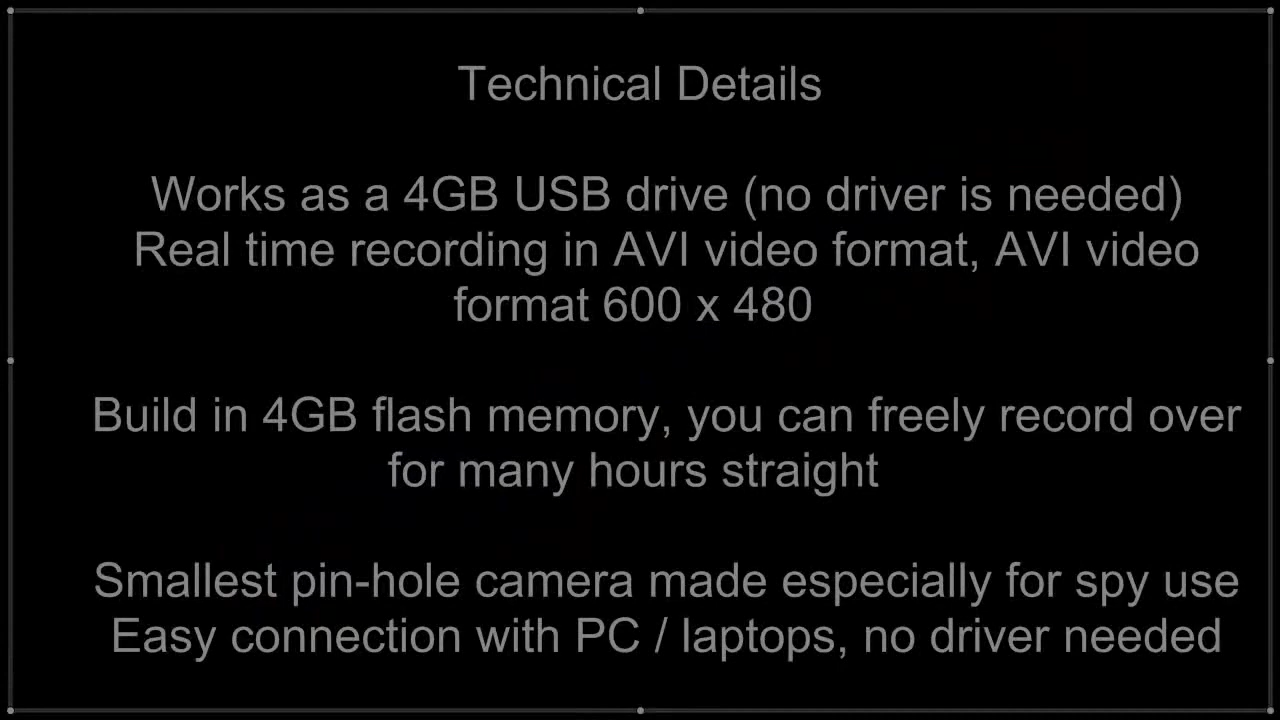 Technical Details
Works as a 4GB USB drive (no driver is needed)
Real time recording in AVI video format, AVI video
format 600 x 480
Build in 4GB flash memory, you can freely record over
for many hours straight
Smallest pin-hole camera made especially for spy use
Easy connection with PC / laptops, no driver needed